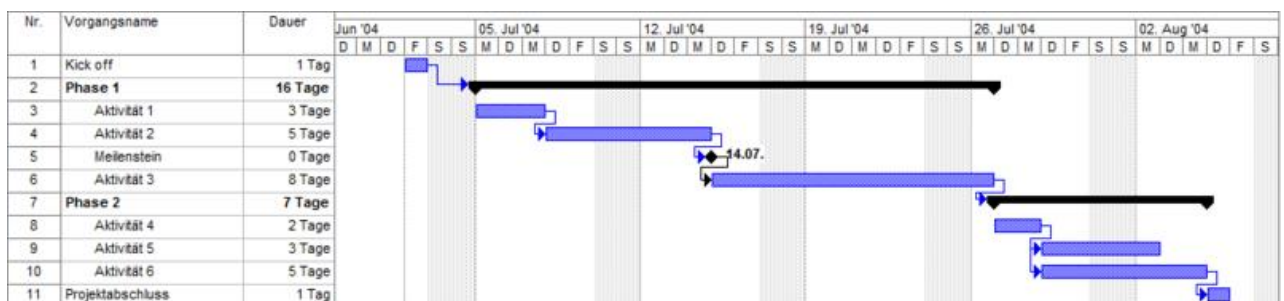 Nr. Vorgangsname Dauer Jun '04 05. Jul '04 12. Jul '04 19. Jul '04 26. Jul '04 02. Aug '04
D M D F S S M D M D F S S M D M D F S S M D M D F S S M D M D F S S M D M D F S
1 Kick off 1 Tag
2 Phase 1 16 Tage
3 Aktivität 1 3 Tage
4 Aktivität 2 5 Tage
5 Meilenstein 0 Tage 14.07.
6 Aktivität 3 8 Tage
7 Phase 2 7 Tage
8 Aktivität 4 2 Tage
9 Aktivität 5 3 Tage
10 Aktivität 6 5 Tage
11 Projektabschluss 1 Tag